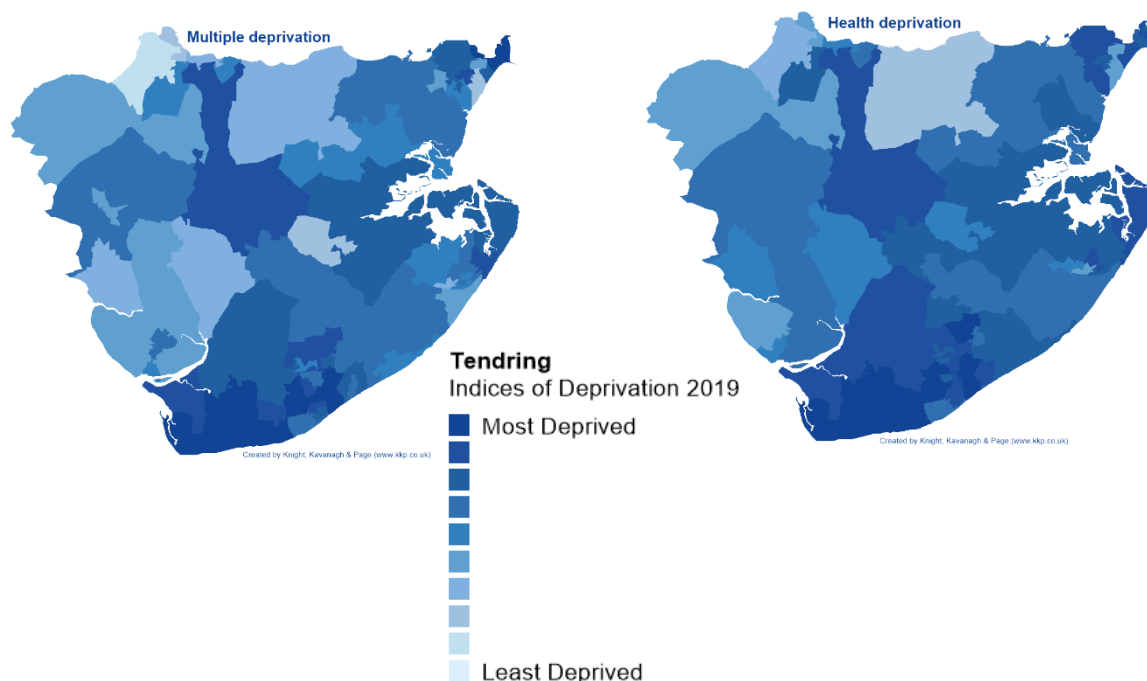 Multiple deprivation
Health deprivation
Tendring
Indices of Deprivation 2019
Most Deprived
Created by Knight, Kavanagh & Page (www.kkp.co.uk)
Created by Knight, Kavanagh & Page (www.kkp.co.uk)
Least Deprived